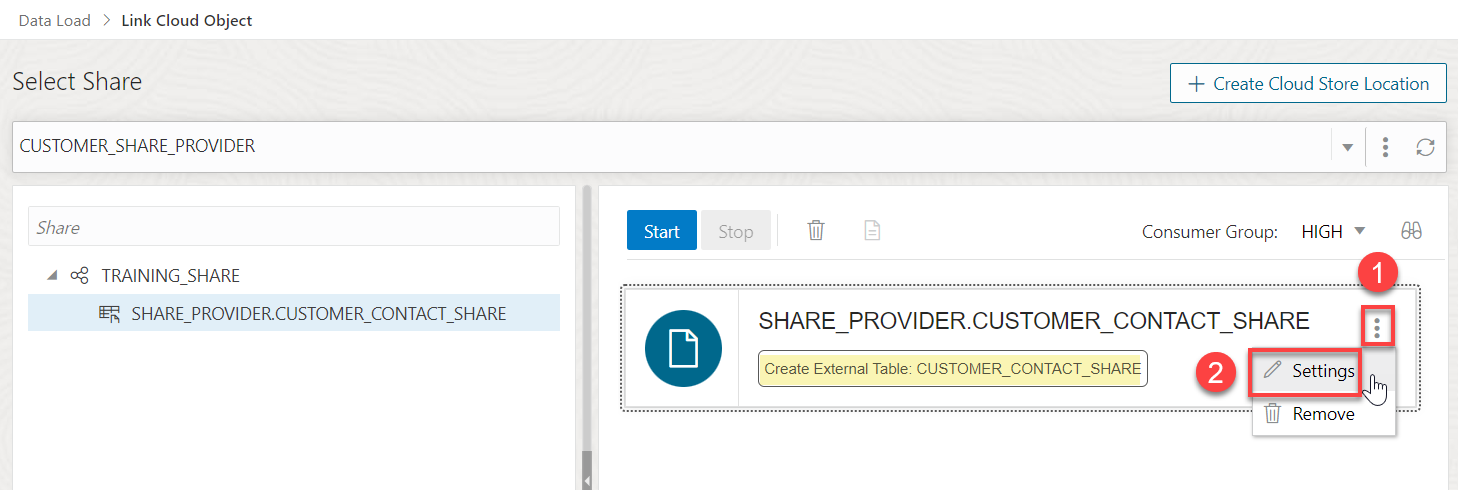 Data Load > Link Cloud Object
Select Share
+ Create Cloud Store Location
CUSTOMER_SHARE_PROVIDER
Share
TRAINING_SHARE
SHARE_PROVIDER.CUSTOMER_CONTACT_SHARE
Start Stop Consumer Group: HIGH
1
SHARE_PROVIDER.CUSTOMER_CONTACT_SHARE
Create External Table: CUSTOMER_CONTACT_SHARE
2 Settings
Remove